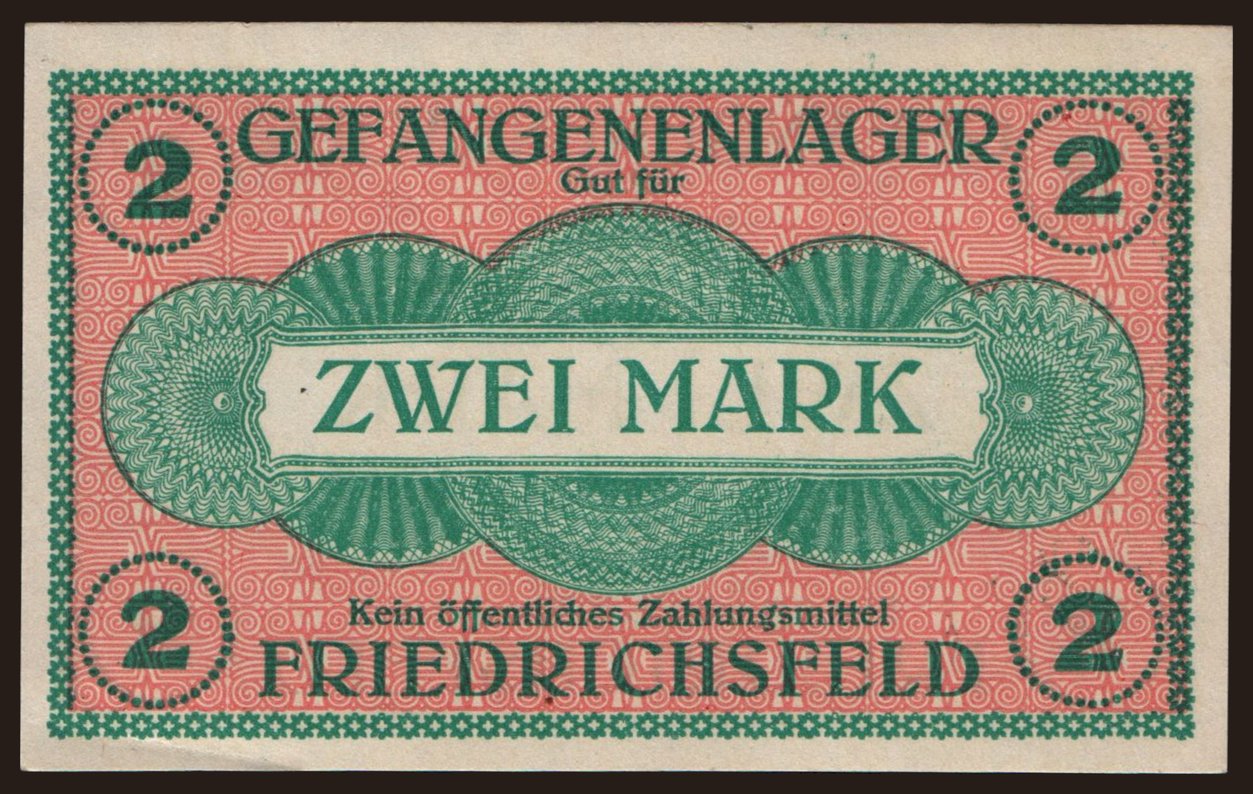 2 GEFANGENENLAGER 2
Gut für
ZWEI MARK
Kein öffentliches Zahlungsmittel
2 FRIEDRICHSFELD 2